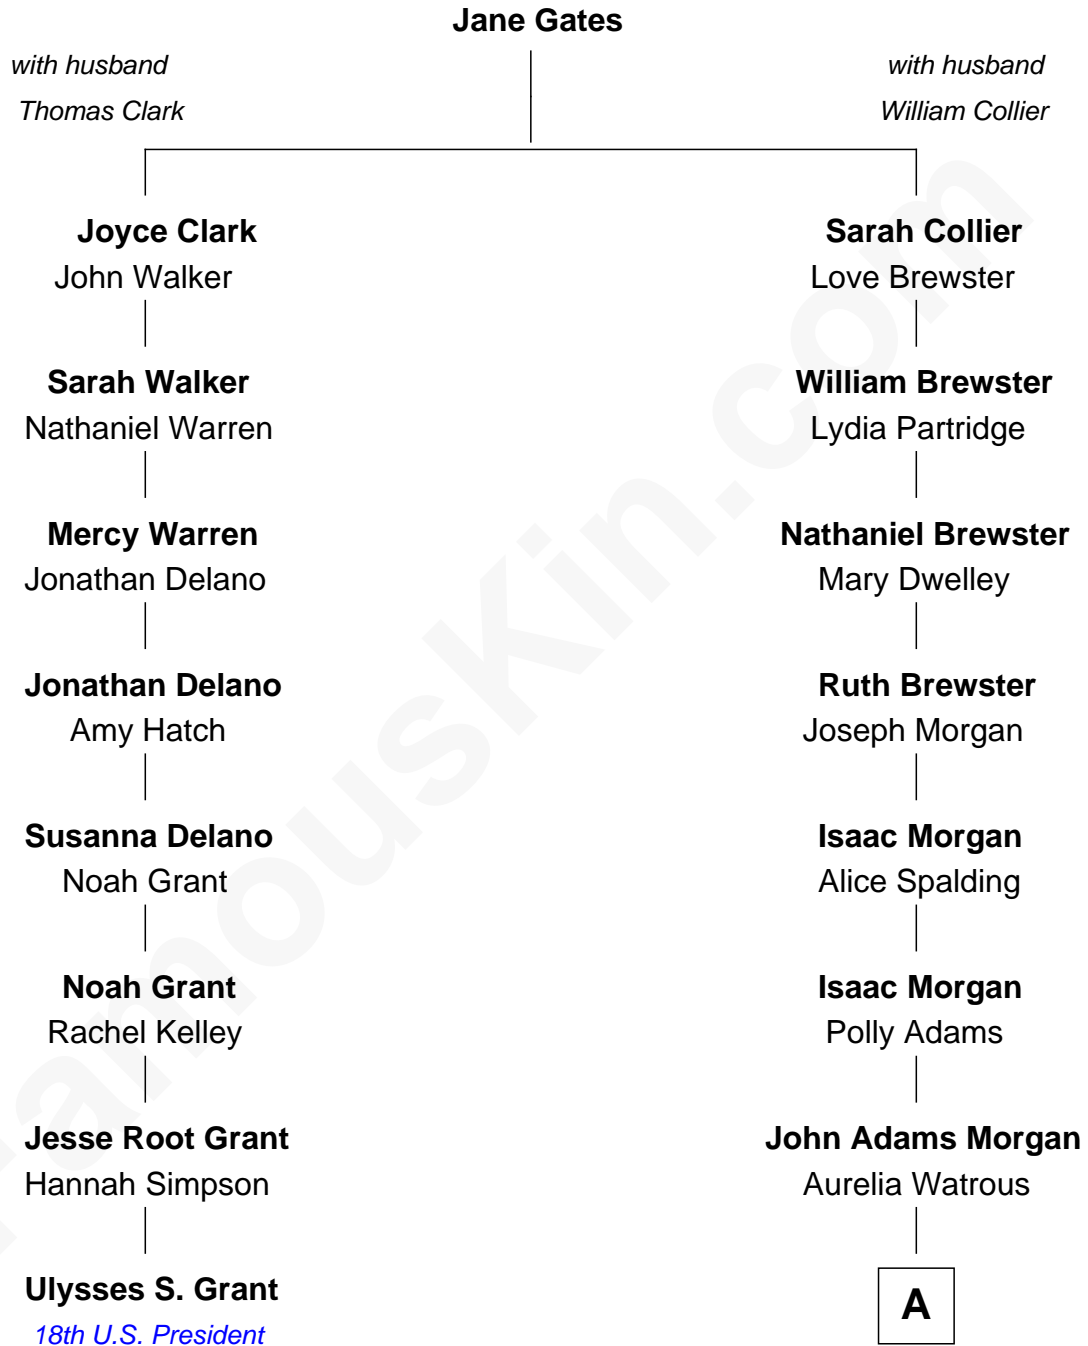 Jane Gates
with husband
Thomas Clark
with husband
William Collier
Joyce Clark
John Walker
Sarah Walker
Nathaniel Warren
Mercy Warren
Jonathan Delano
Jonathan Delano
Amy Hatch
Susanna Delano
Noah Grant
Noah Grant
Rachel Kelley
Jesse Root Grant
Hannah Simpson
Ulysses S. Grant
18th U.S. President
Sarah Collier
Love Brewster
William Brewster
Lydia Partridge
Nathaniel Brewster
Mary Dwelley
Ruth Brewster
Joseph Morgan
Isaac Morgan
Alice Spalding
Isaac Morgan
Polly Adams
John Adams Morgan
Aurelia Watrous
A
FamousKin.com